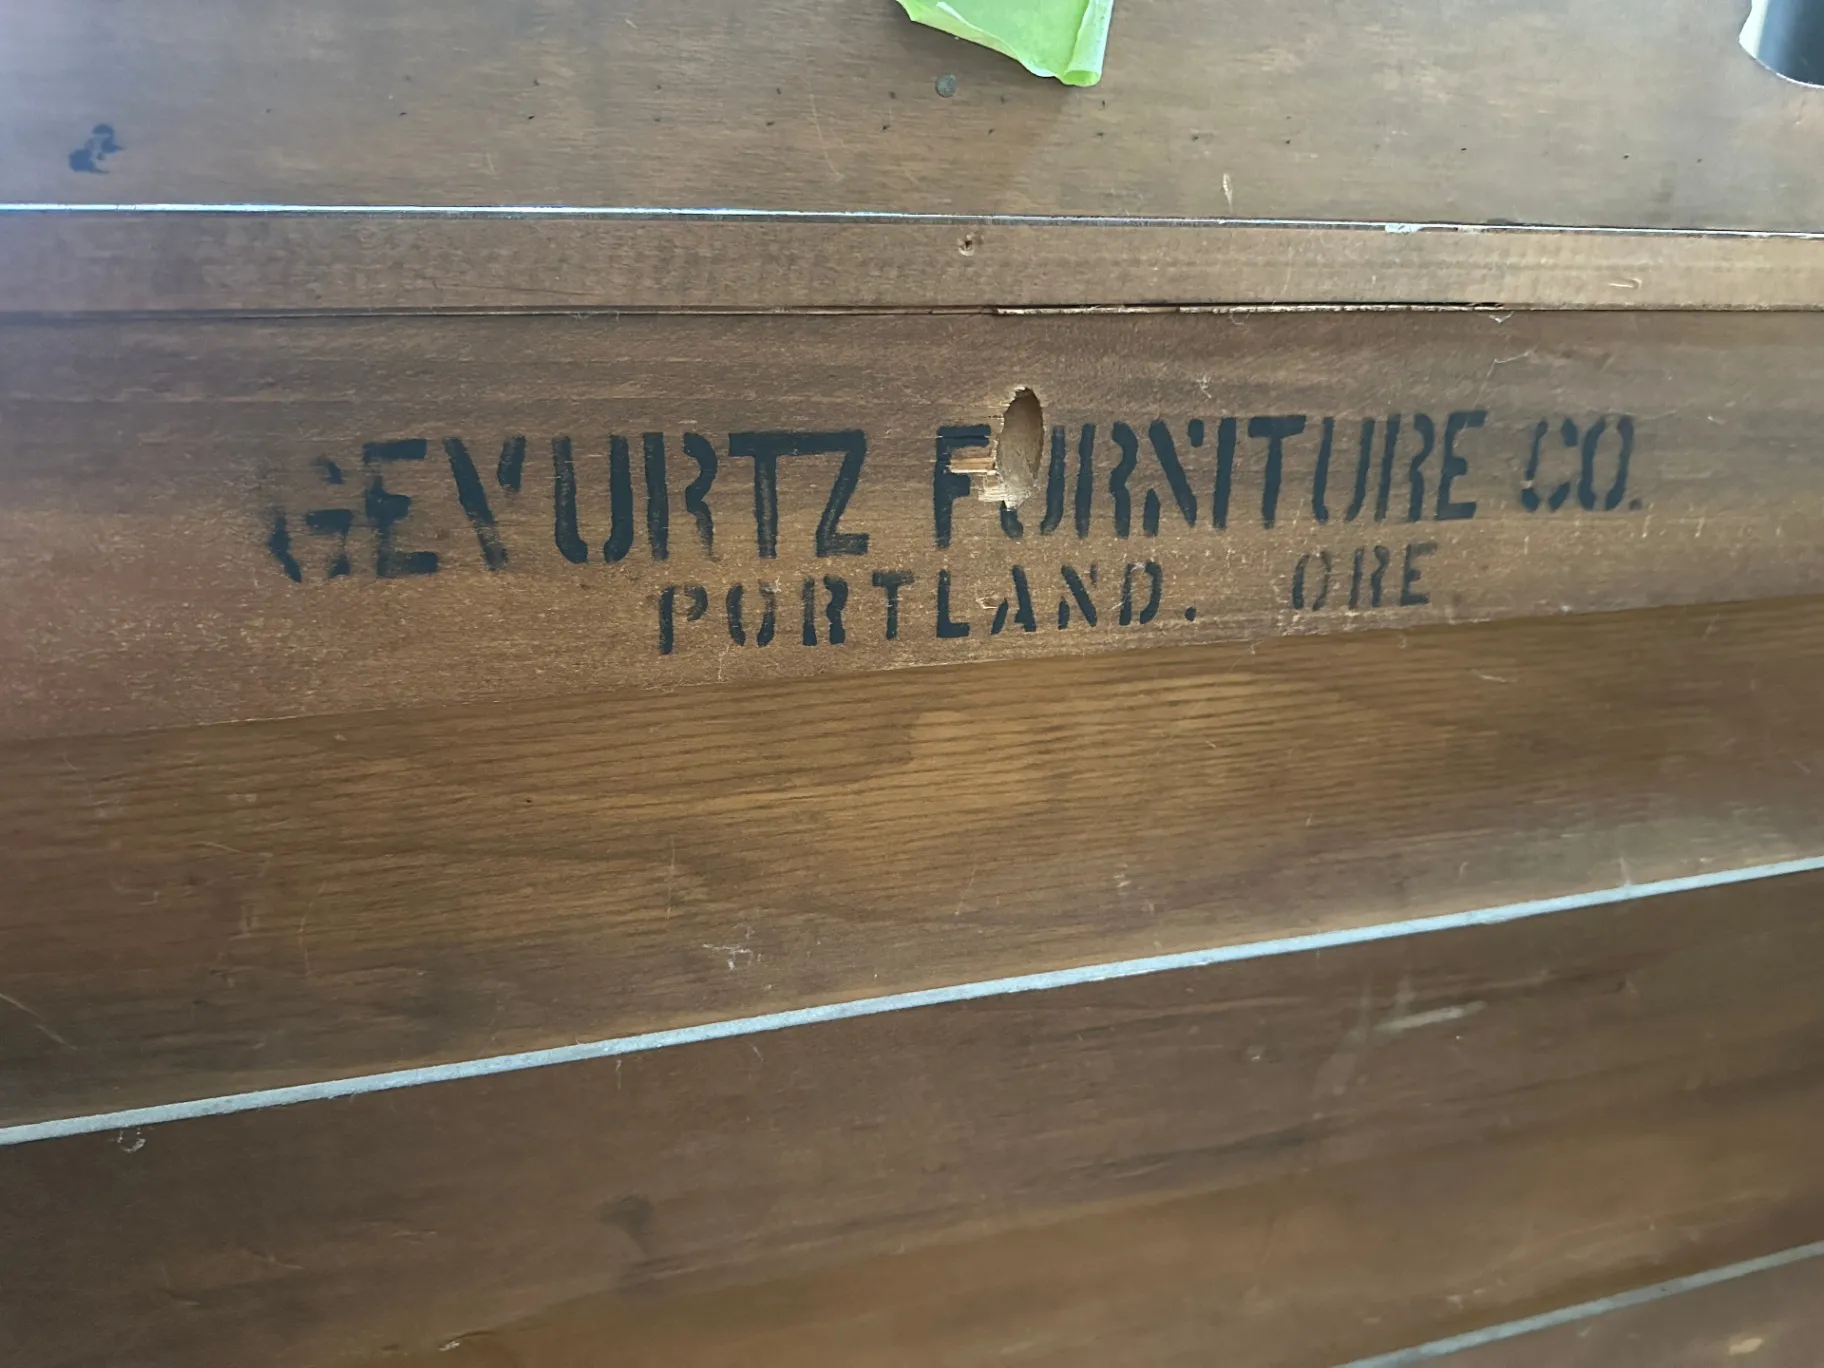 GEVURTZ FURNITURE CO.
PORTLAND. ORE